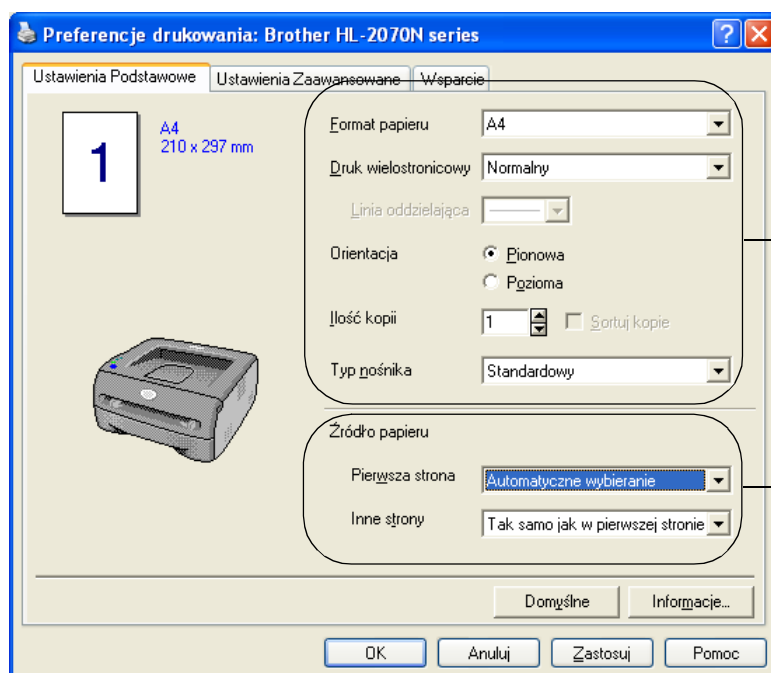 Preferencje drukowania: Brother HL-2070N series
Ustawienia Podstawowe Ustawienia Zaawansowane Wsparcie
1
A4
210 x 297 mm
Format papieru A4
Druk wielostronicowy Normalny
Linia oddzielająca
Orientacja Pionowa
Pozioma
Ilość kopii 1 Sortuj kopie
Typ nośnika Standardowy
Źródło papieru
Pierwsza strona Automatyczne wybieranie
Inne strony Tak samo jak w pierwszej stronie
Domyślne Informacje...
OK Anuluj Zastosuj Pomoc